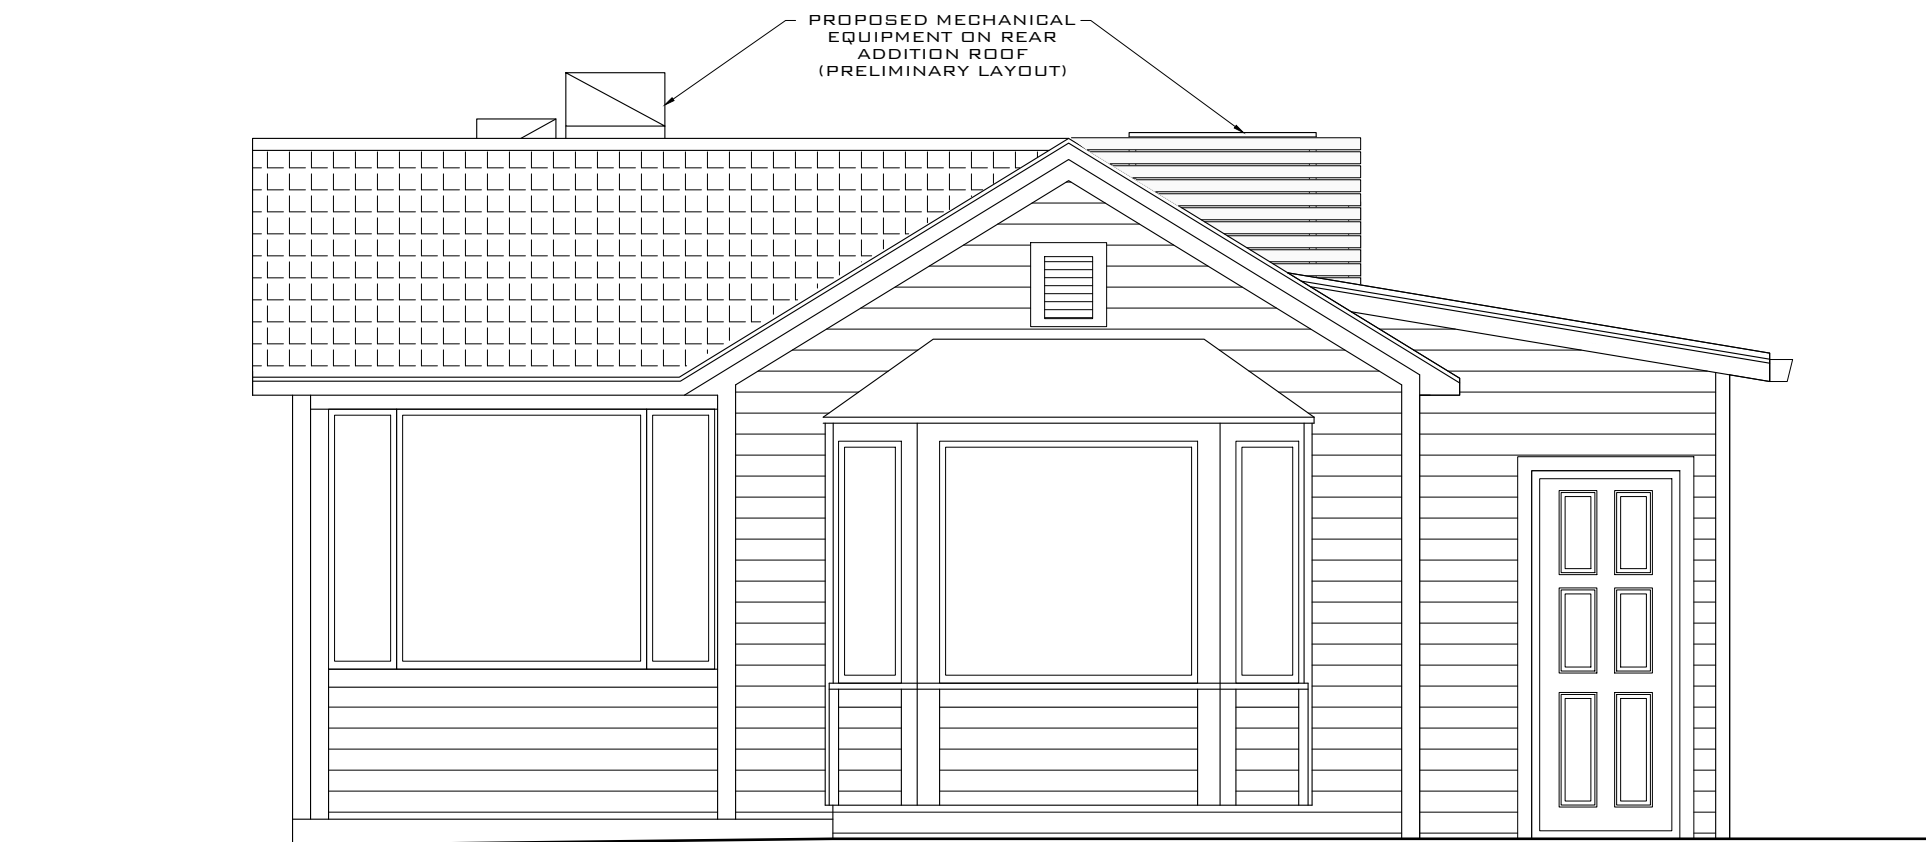 PROPOSED MECHANICAL
EQUIPMENT ON REAR
ADDITION ROOF
(PRELIMINARY LAYOUT)